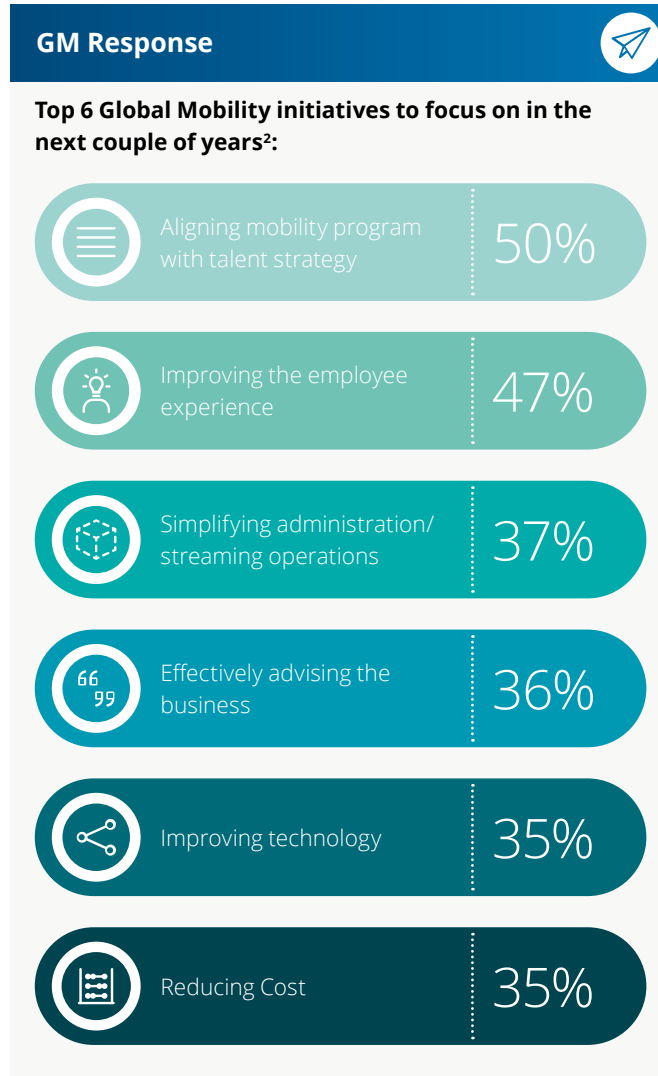 GM Response
Top 6 Global Mobility initiatives to focus on in the
next couple of years²:
Aligning mobility program
with talent strategy
50%
Improving the employee
experience
47%
Simplifying administration/
streaming operations
37%
Effectively advising the
business
36%
Improving technology
35%
Reducing Cost
35%